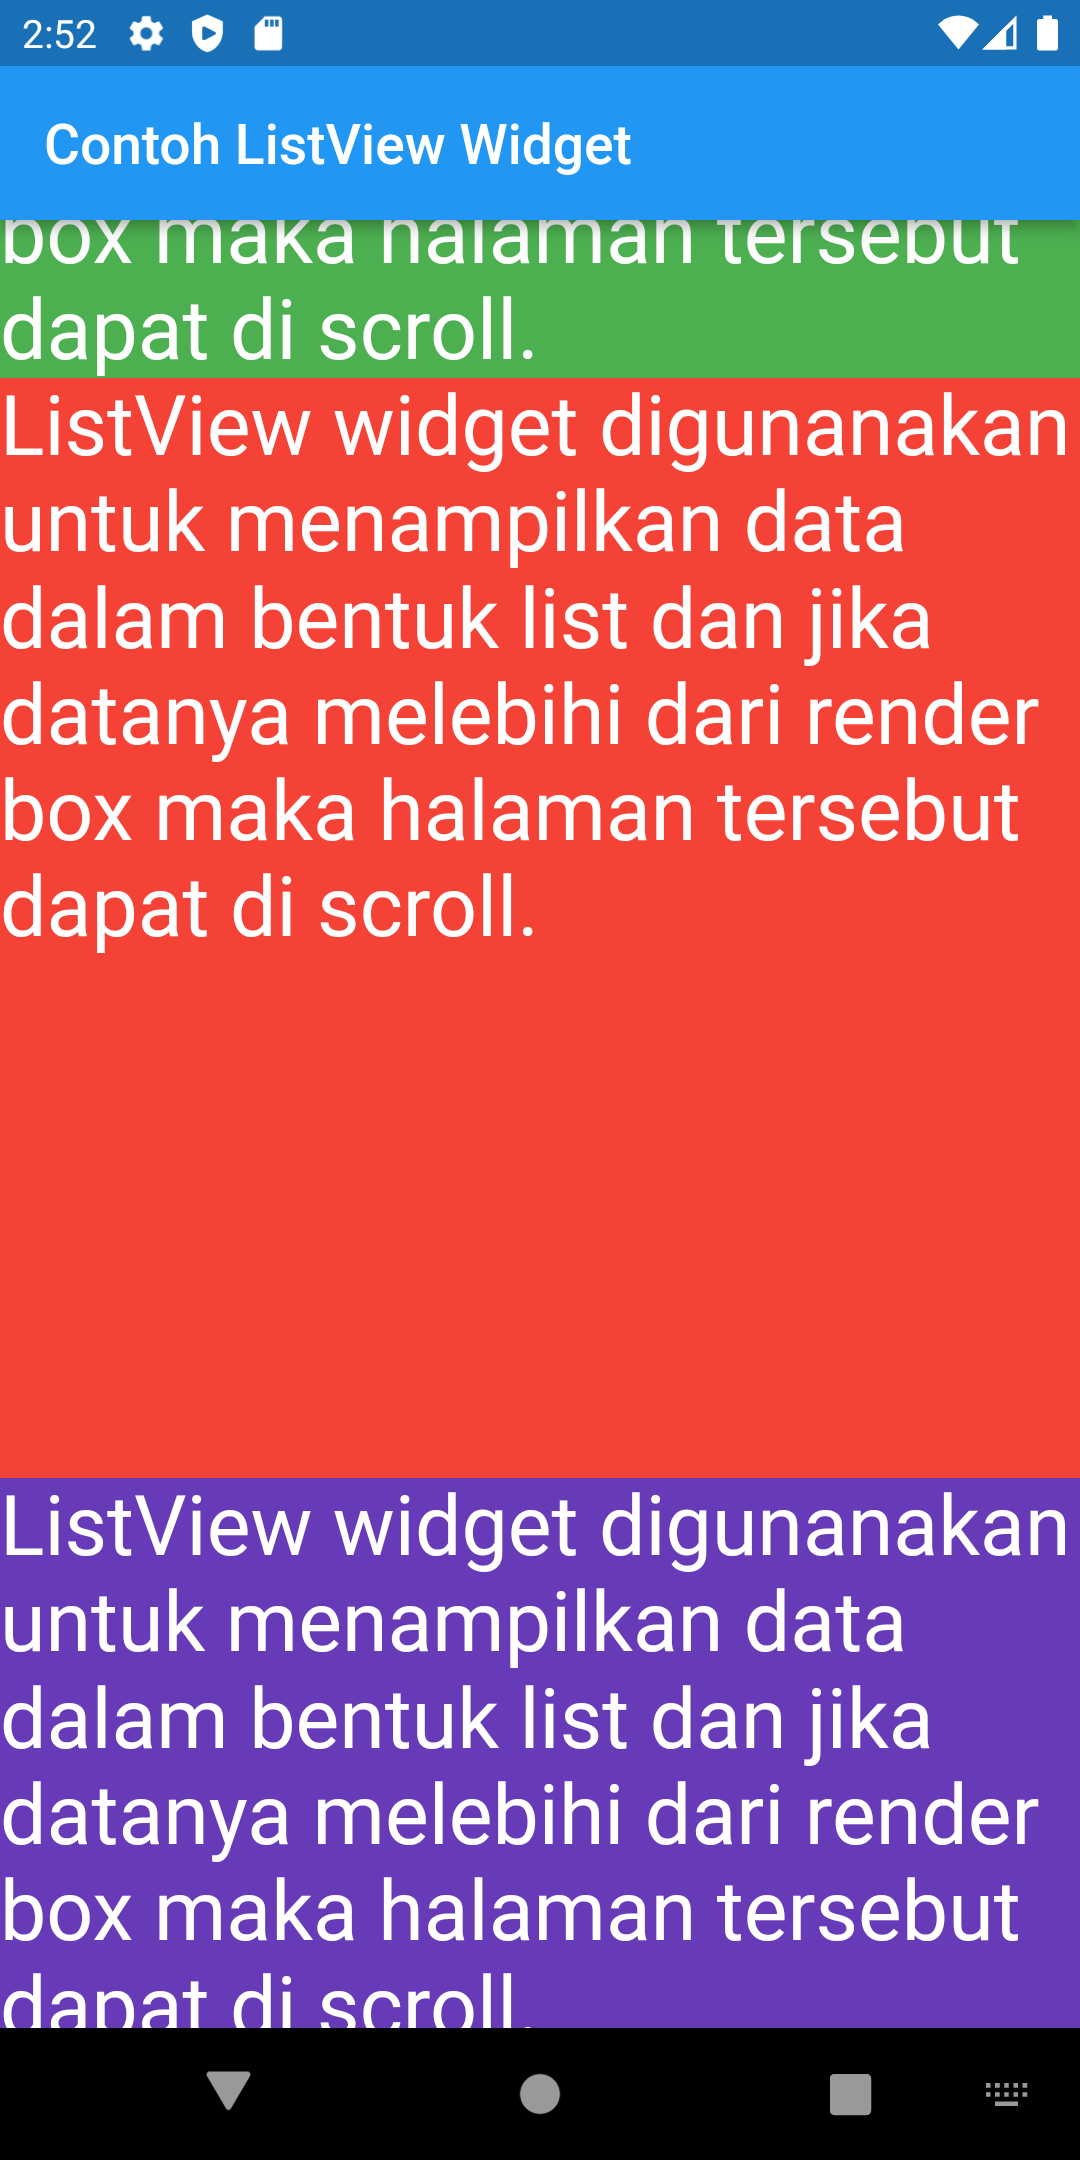 2:52
Contoh ListView Widget
box maka halaman tersebut
dapat di scroll.
ListView widget digunanakan
untuk menampilkan data
dalam bentuk list dan jika
datanya melebihi dari render
box maka halaman tersebut
dapat di scroll.
ListView widget digunanakan
untuk menampilkan data
dalam bentuk list dan jika
datanya melebihi dari render
box maka halaman tersebut
dapat di scroll.